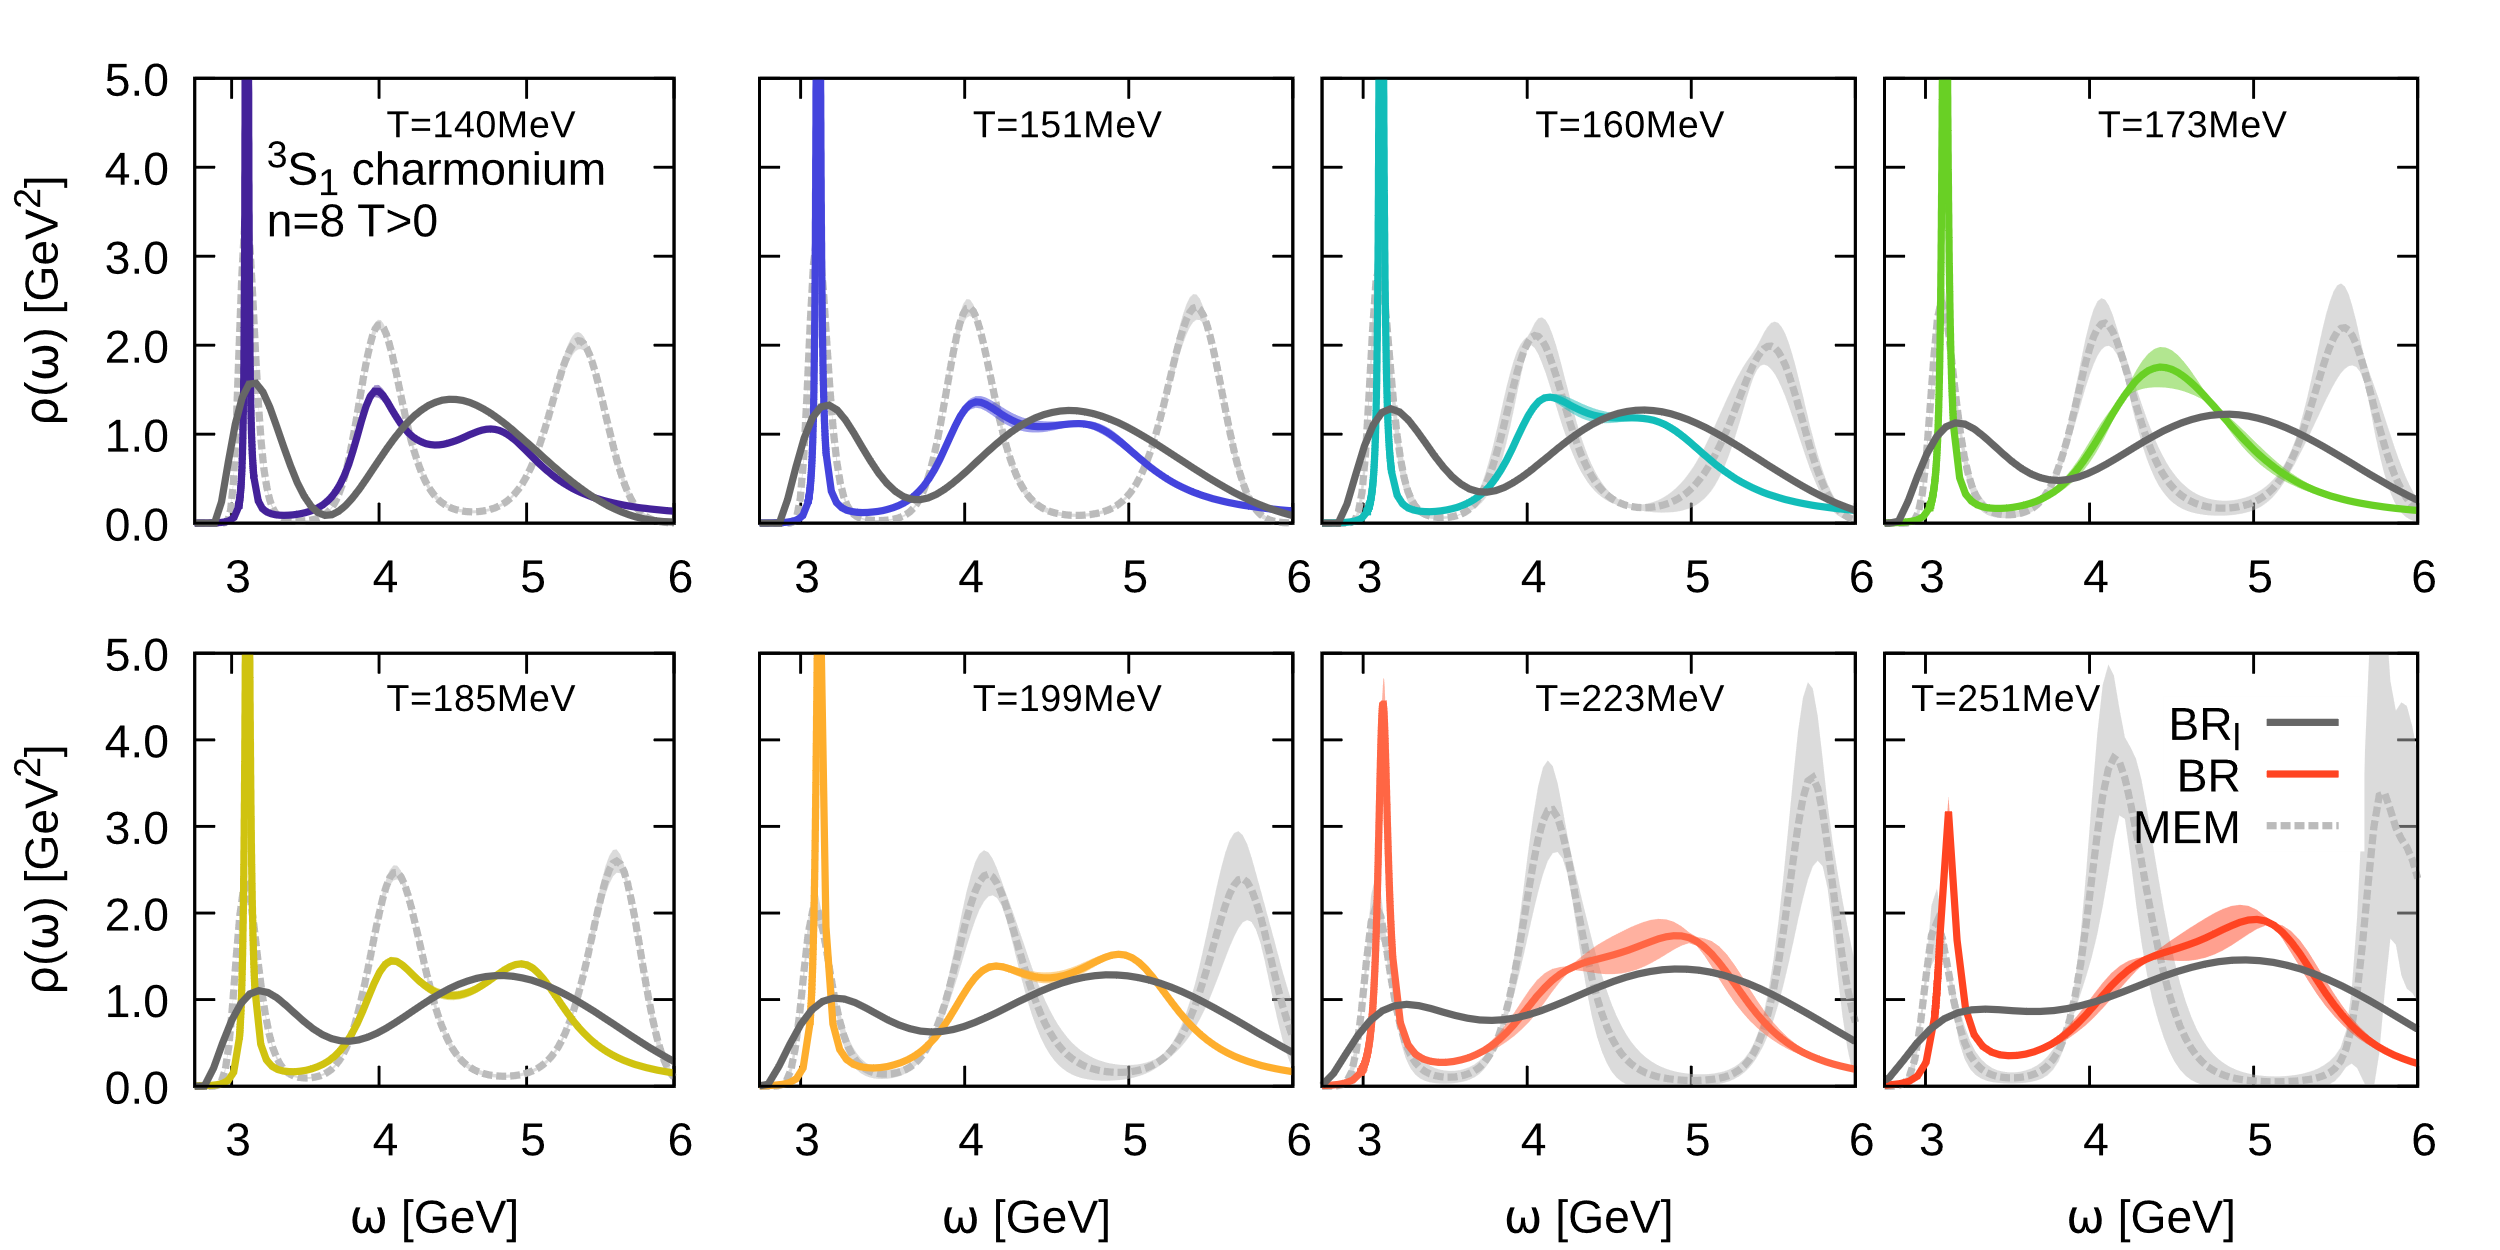 5.0
4.0
3.0
2.0
1.0
0.0
ρ(ω) [GeV²]
T=140MeV
³S₁ charmonium
n=8 T>0
T=151MeV
T=160MeV
T=173MeV
3 4 5 6
3 4 5 6
3 4 5 6
3 4 5 6
5.0
4.0
3.0
2.0
1.0
0.0
ρ(ω) [GeV²]
T=185MeV
T=199MeV
T=223MeV
T=251MeV
BR_l
BR
MEM
3 4 5 6
3 4 5 6
3 4 5 6
3 4 5 6
ω [GeV]
ω [GeV]
ω [GeV]
ω [GeV]